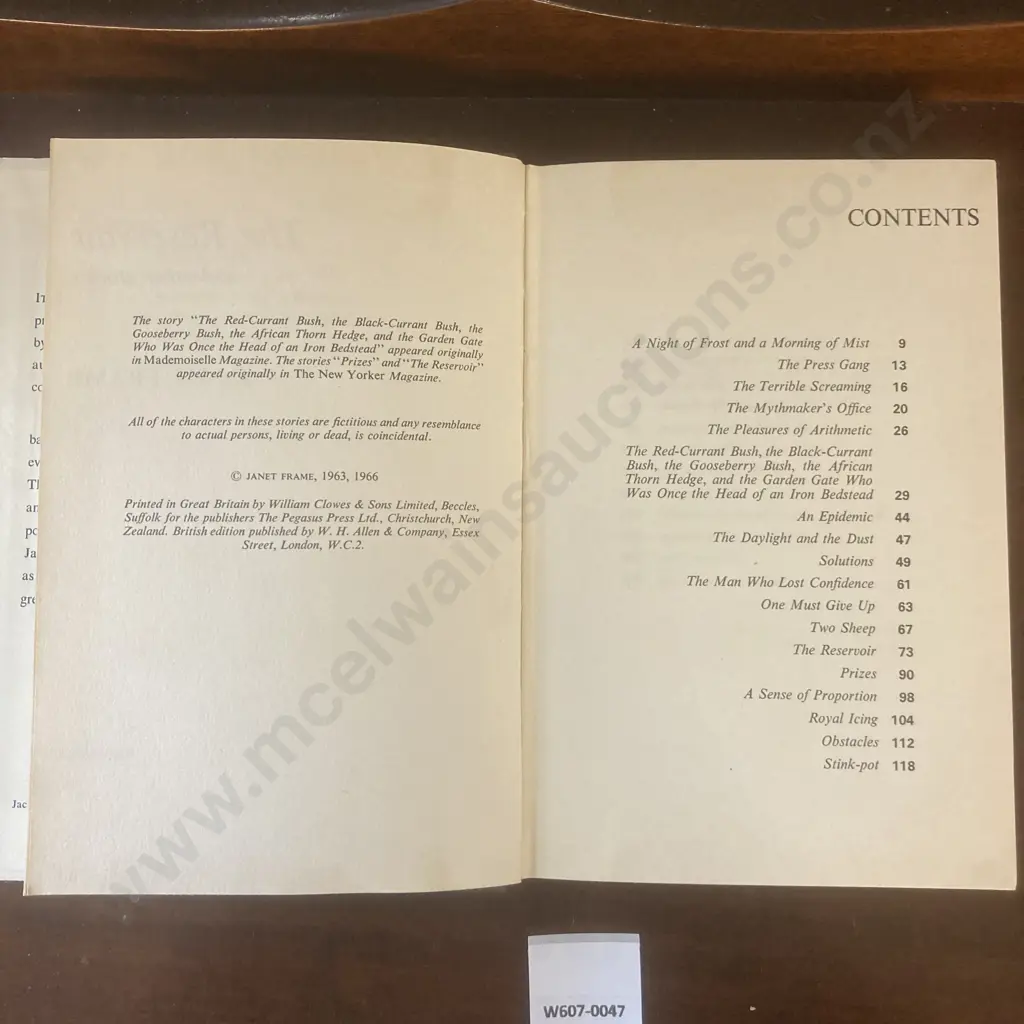 The story "The Red-Currant Bush, the Black-Currant Bush, the
Gooseberry Bush, the African Thorn Hedge, and the Garden Gate
Who Was Once the Head of an Iron Bedstead" appeared originally
in Mademoiselle Magazine. The stories "Prizes" and "The Reservoir"
appeared originally in The New Yorker Magazine.
All of the characters in these stories are fictitious and any resemblance
to actual persons, living or dead, is coincidental.
© JANET FRAME, 1963, 1966
Printed in Great Britain by William Clowes & Sons Limited, Beccles,
Suffolk for the publishers The Pegasus Press Ltd., Christchurch, New
Zealand. British edition published by W. H. Allen & Company, Essex
Street, London, W.C.2.
CONTENTS
A Night of Frost and a Morning of Mist 9
The Press Gang 13
The Terrible Screaming 16
The Mythmaker's Office 20
The Pleasures of Arithmetic 26
The Red-Currant Bush, the Black-Currant
Bush, the Gooseberry Bush, the African
Thorn Hedge, and the Garden Gate Who
Was Once the Head of an Iron Bedstead 29
An Epidemic 44
The Daylight and the Dust 47
Solutions 49
The Man Who Lost Confidence 61
One Must Give Up 63
Two Sheep 67
The Reservoir 73
Prizes 90
A Sense of Proportion 98
Royal Icing 104
Obstacles 112
Stink-pot 118
www.mcelwainsauctions.co.nz
W607-0047